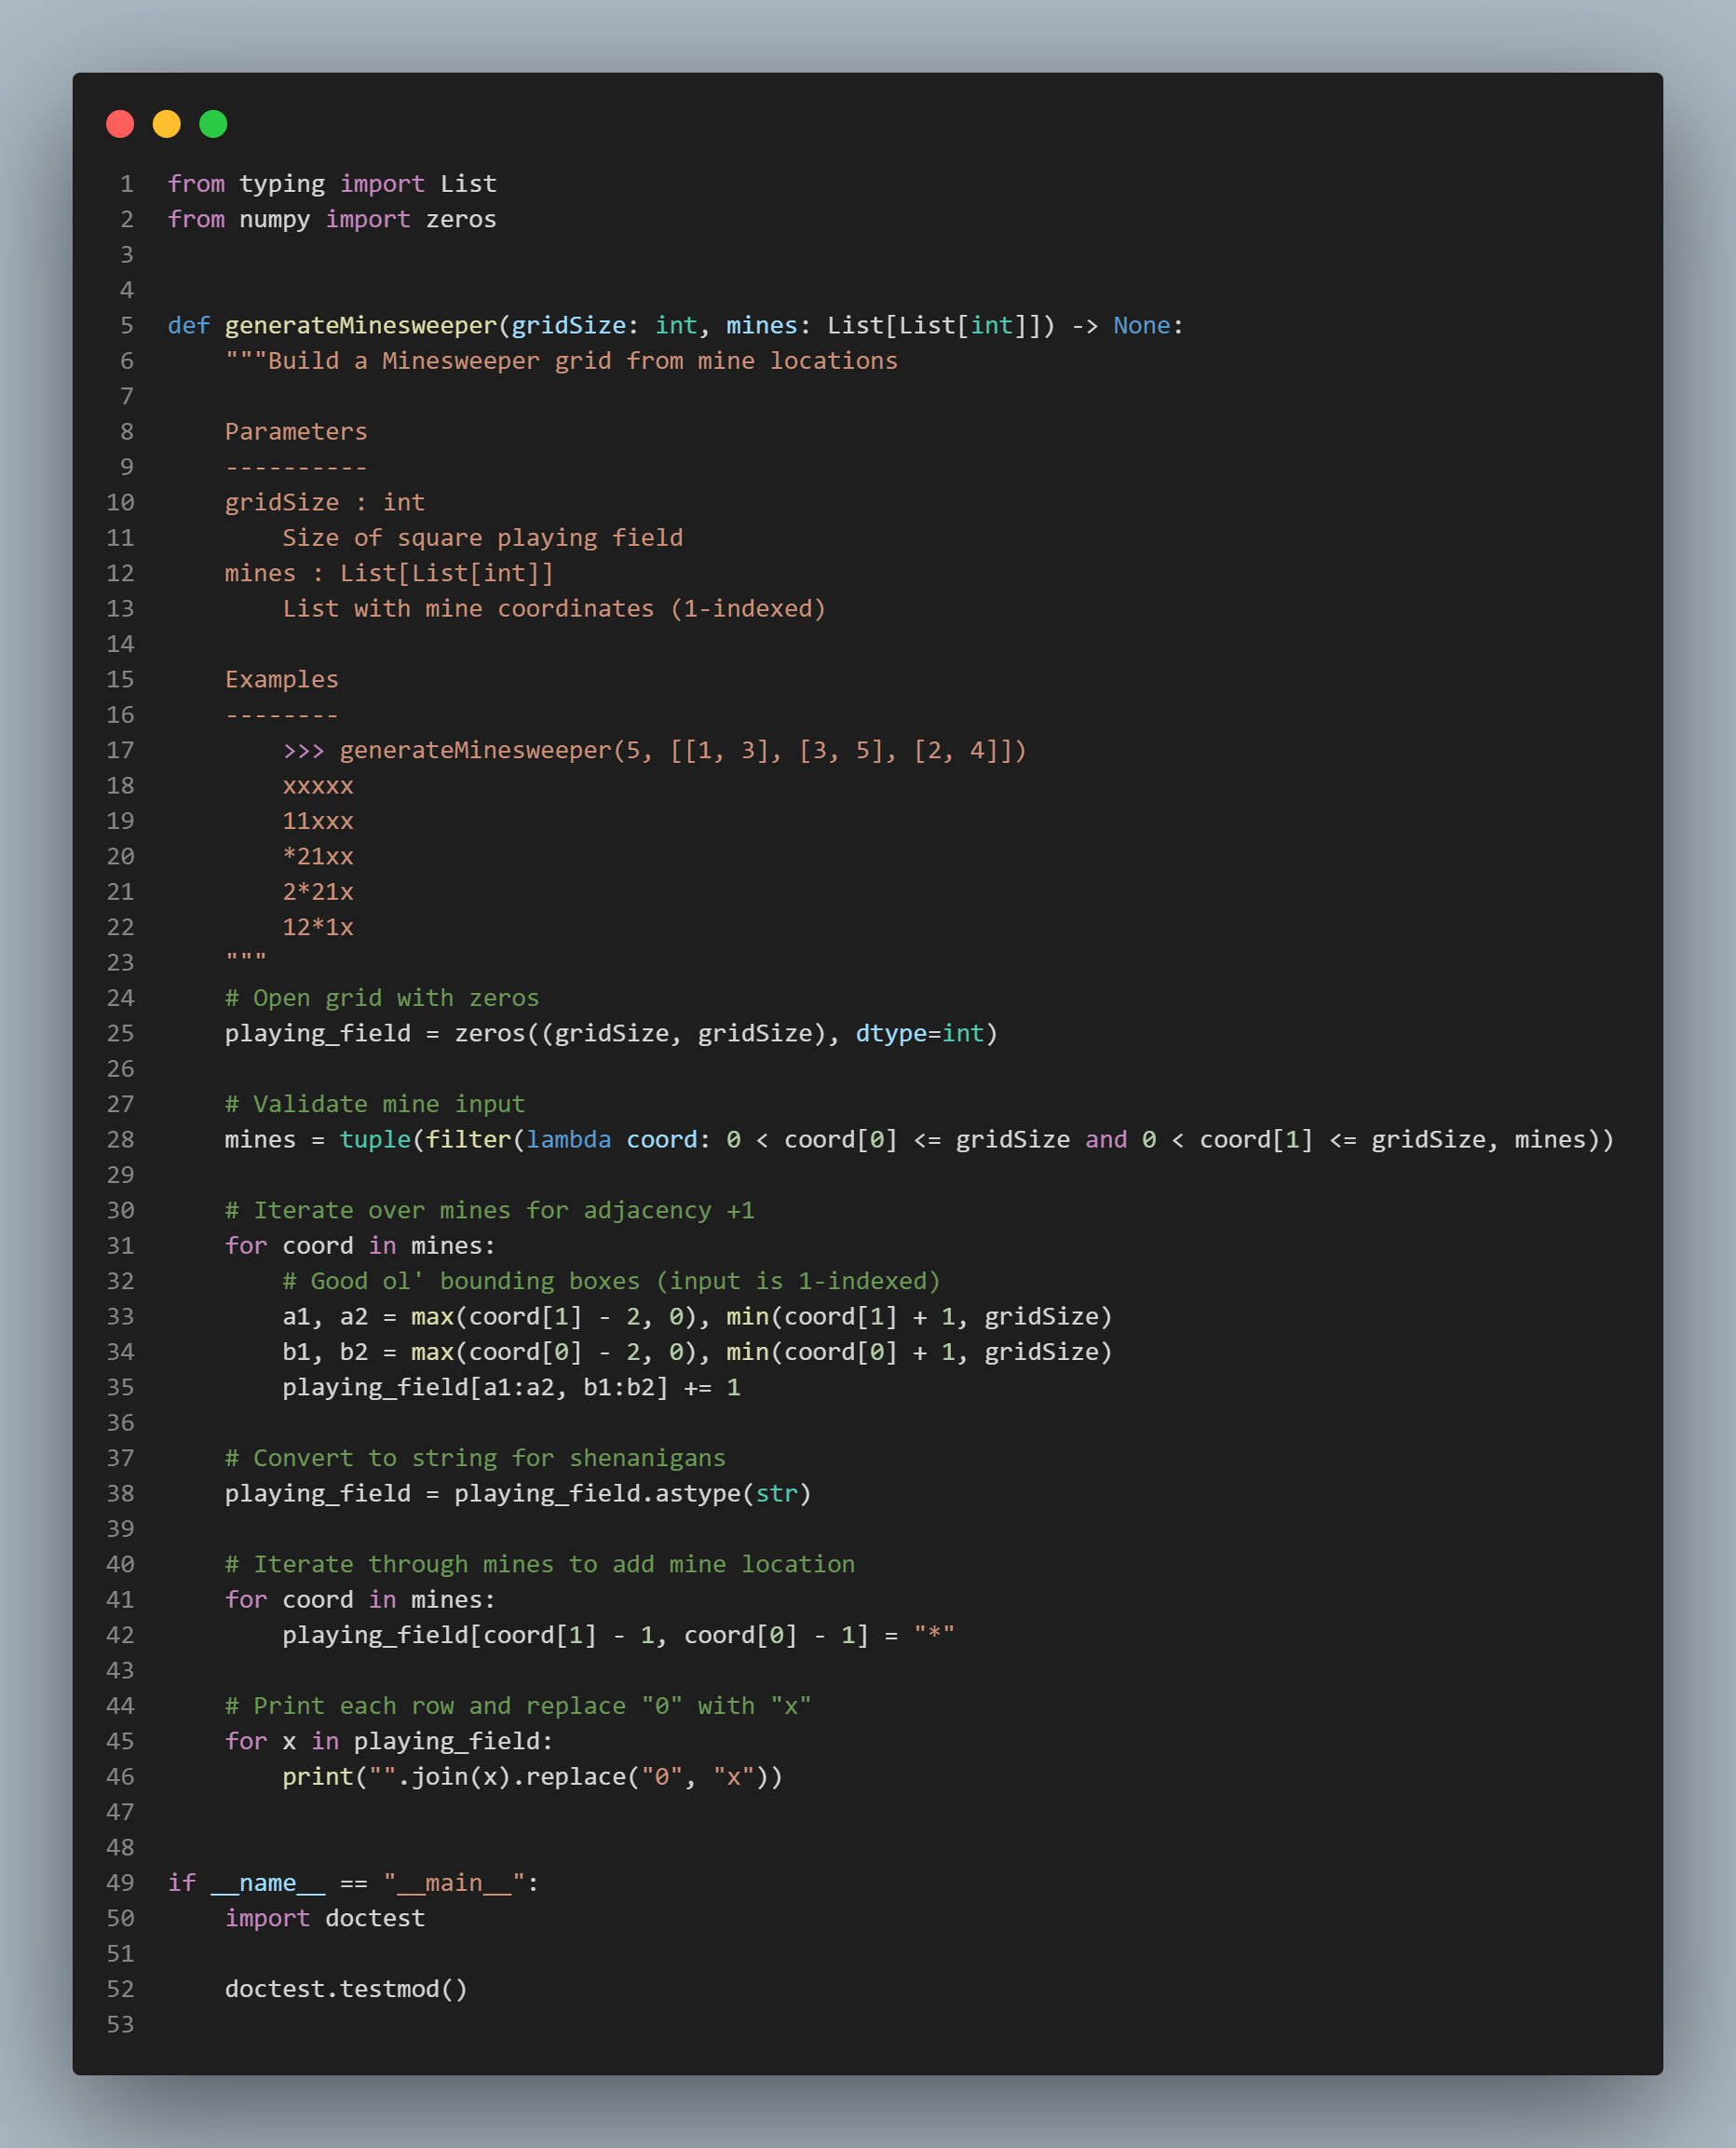 1 from typing import List
2 from numpy import zeros
3
4
5 def generateMinesweeper(gridSize: int, mines: List[List[int]]) -> None:
6     """Build a Minesweeper grid from mine locations
7
8     Parameters
9     ----------
10     gridSize : int
11         Size of square playing field
12     mines : List[List[int]]
13         List with mine coordinates (1-indexed)
14
15     Examples
16     --------
17         >>> generateMinesweeper(5, [[1, 3], [3, 5], [2, 4]])
18         xxxxx
19         11xxx
20         *21xx
21         2*21x
22         12*1x
23     """
24     # Open grid with zeros
25     playing_field = zeros((gridSize, gridSize), dtype=int)
26
27     # Validate mine input
28     mines = tuple(filter(lambda coord: 0 < coord[0] <= gridSize and 0 < coord[1] <= gridSize, mines))
29
30     # Iterate over mines for adjacency +1
31     for coord in mines:
32         # Good ol' bounding boxes (input is 1-indexed)
33         a1, a2 = max(coord[1] - 2, 0), min(coord[1] + 1, gridSize)
34         b1, b2 = max(coord[0] - 2, 0), min(coord[0] + 1, gridSize)
35         playing_field[a1:a2, b1:b2] += 1
36
37     # Convert to string for shenanigans
38     playing_field = playing_field.astype(str)
39
40     # Iterate through mines to add mine location
41     for coord in mines:
42         playing_field[coord[1] - 1, coord[0] - 1] = "*"
43
44     # Print each row and replace "0" with "x"
45     for x in playing_field:
46         print("".join(x).replace("0", "x"))
47
48
49 if __name__ == "__main__":
50     import doctest
51
52     doctest.testmod()
53